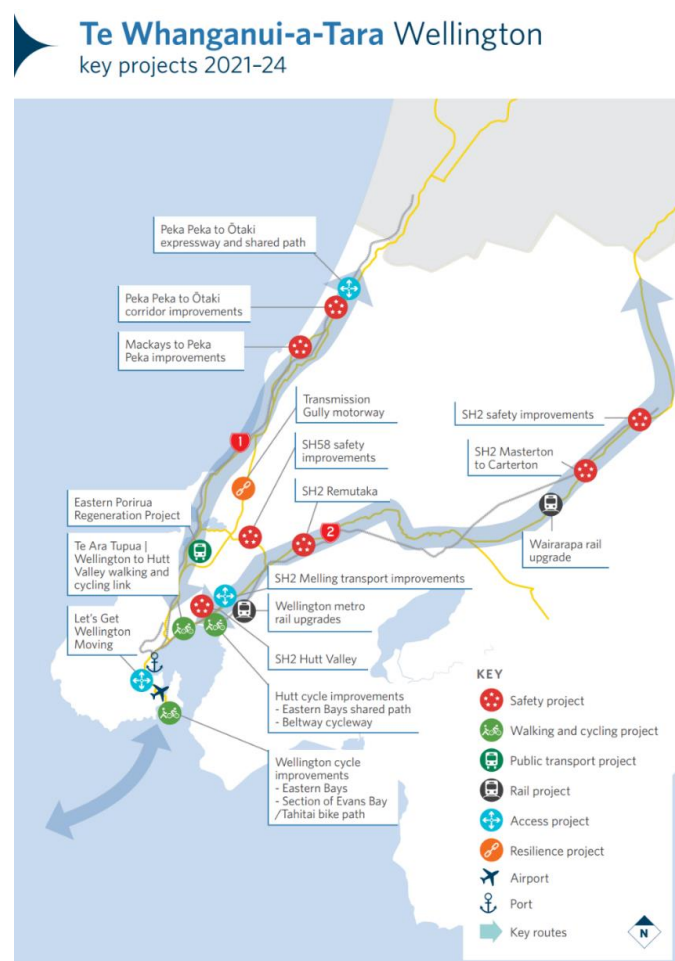 Te Whanganui-a-Tara Wellington
key projects 2021–24
Peka Peka to Ōtaki
expressway and shared path
Peka Peka to Ōtaki
corridor improvements
Mackays to Peka
Peka improvements
Transmission
Gully motorway
SH2 safety improvements
1
SH58 safety
improvements
SH2 Masterton
to Carterton
SH2 Remutaka
Eastern Porirua
Regeneration Project
2
Wairarapa rail
upgrade
Te Ara Tupua |
Wellington to Hutt
Valley walking and
cycling link
SH2 Melling transport improvements
Let's Get
Wellington
Moving
Wellington metro
rail upgrades
SH2 Hutt Valley
Hutt cycle improvements
- Eastern Bays shared path
- Beltway cycleway
Wellington cycle
improvements
- Eastern Bays
- Section of Evans Bay
/Tahitai bike path
KEY
Safety project
Walking and cycling project
Public transport project
Rail project
Access project
Resilience project
Airport
Port
Key routes
N